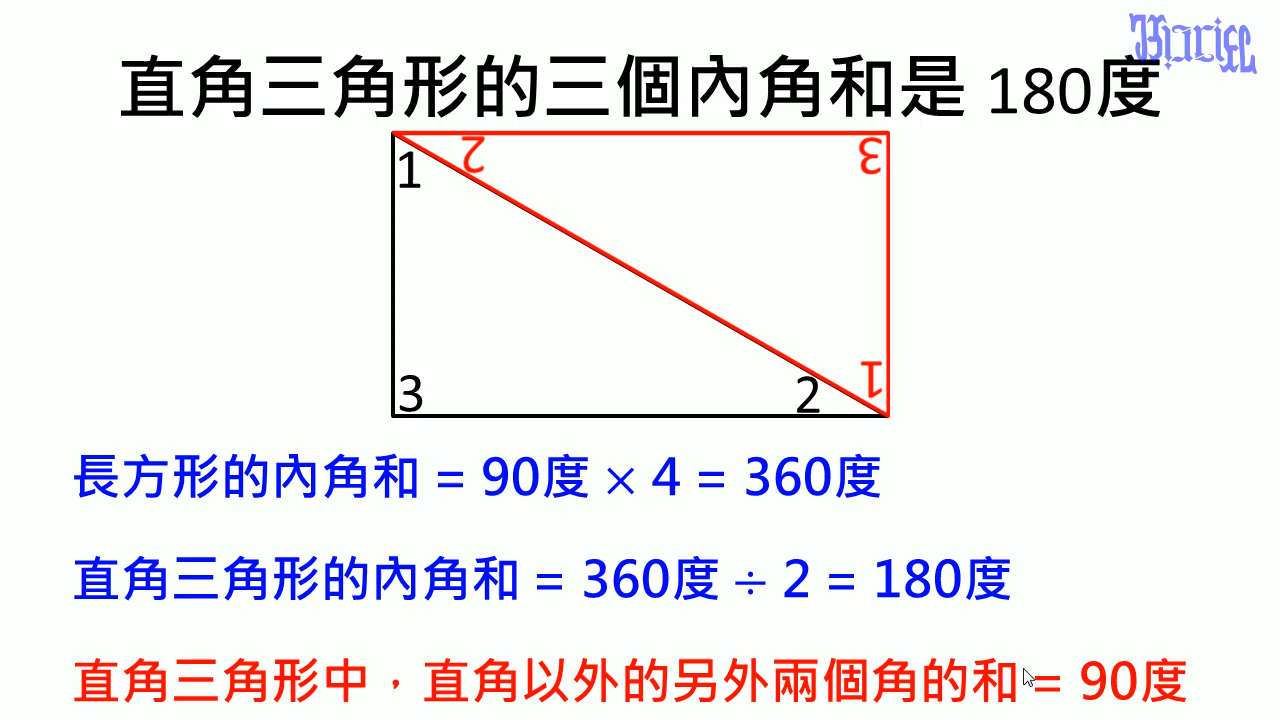 直角三角形的三個內角和是 180度
1 2 3
3 2 1
長方形的內角和 = 90度 × 4 = 360度
直角三角形的內角和 = 360度 ÷ 2 = 180度
直角三角形中，直角以外的另外兩個角的和 = 90度